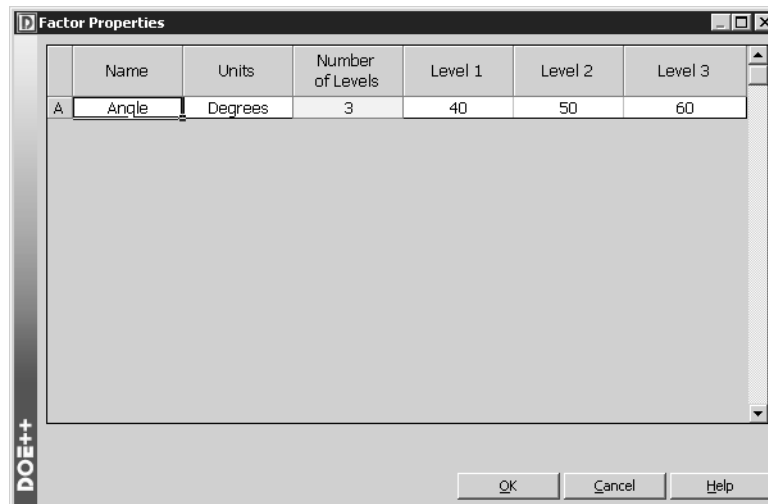 Factor Properties
Name Units Number of Levels Level 1 Level 2 Level 3
A Angle Degrees 3 40 50 60
DOE++
OK Cancel Help